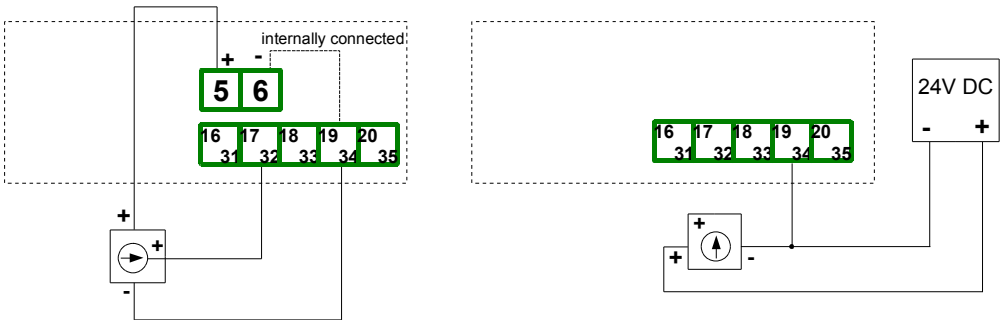 internally connected
+ -
5 6
16 17 18 19 20
31 32 33 34 35
+
+
-
16 17 18 19 20
31 32 33 34 35
24V DC
- +
+
+ -